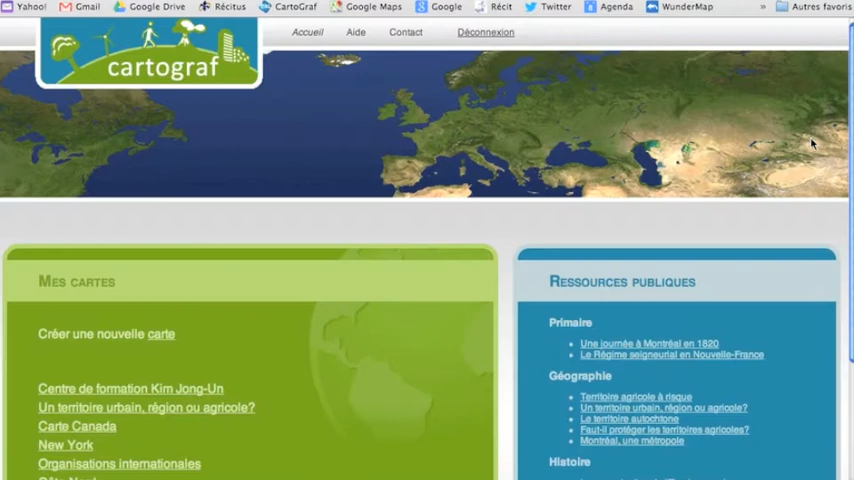 Yahoo! Gmail Google Drive Récitus CartoGraf Google Maps Google Récit Twitter Agenda WunderMap » Autres favoris
cartograf
Accueil Aide Contact Déconnexion
Mes cartes
Créer une nouvelle carte
Centre de formation Kim Jong-Un
Un territoire urbain, région ou agricole?
Carte Canada
New York
Organisations internationales
Ressources publiques
Primaire
Une journée à Montréal en 1820
Le Régime seigneurial en Nouvelle-France
Géographie
Territoire agricole à risque
Un territoire urbain, région ou agricole?
Le territoire autochtone
Faut-il protéger les territoires agricoles?
Montréal, une métropole
Histoire